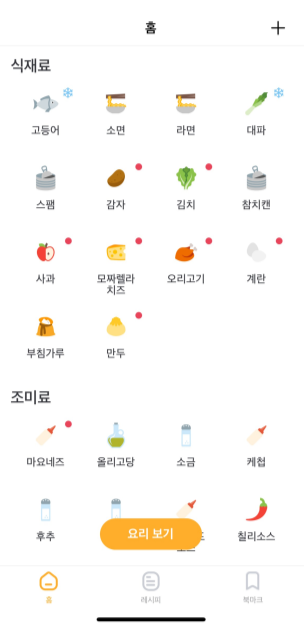 홈
식재료
고등어 소면 라면 대파
스팸 감자 김치 참치캔
사과 모짜렐라 오리고기 계란
치즈
부침가루 만두
조미료
마요네즈 올리고당 소금 케첩
후추 칠리소스
요리 보기
홈 레시피 북마크